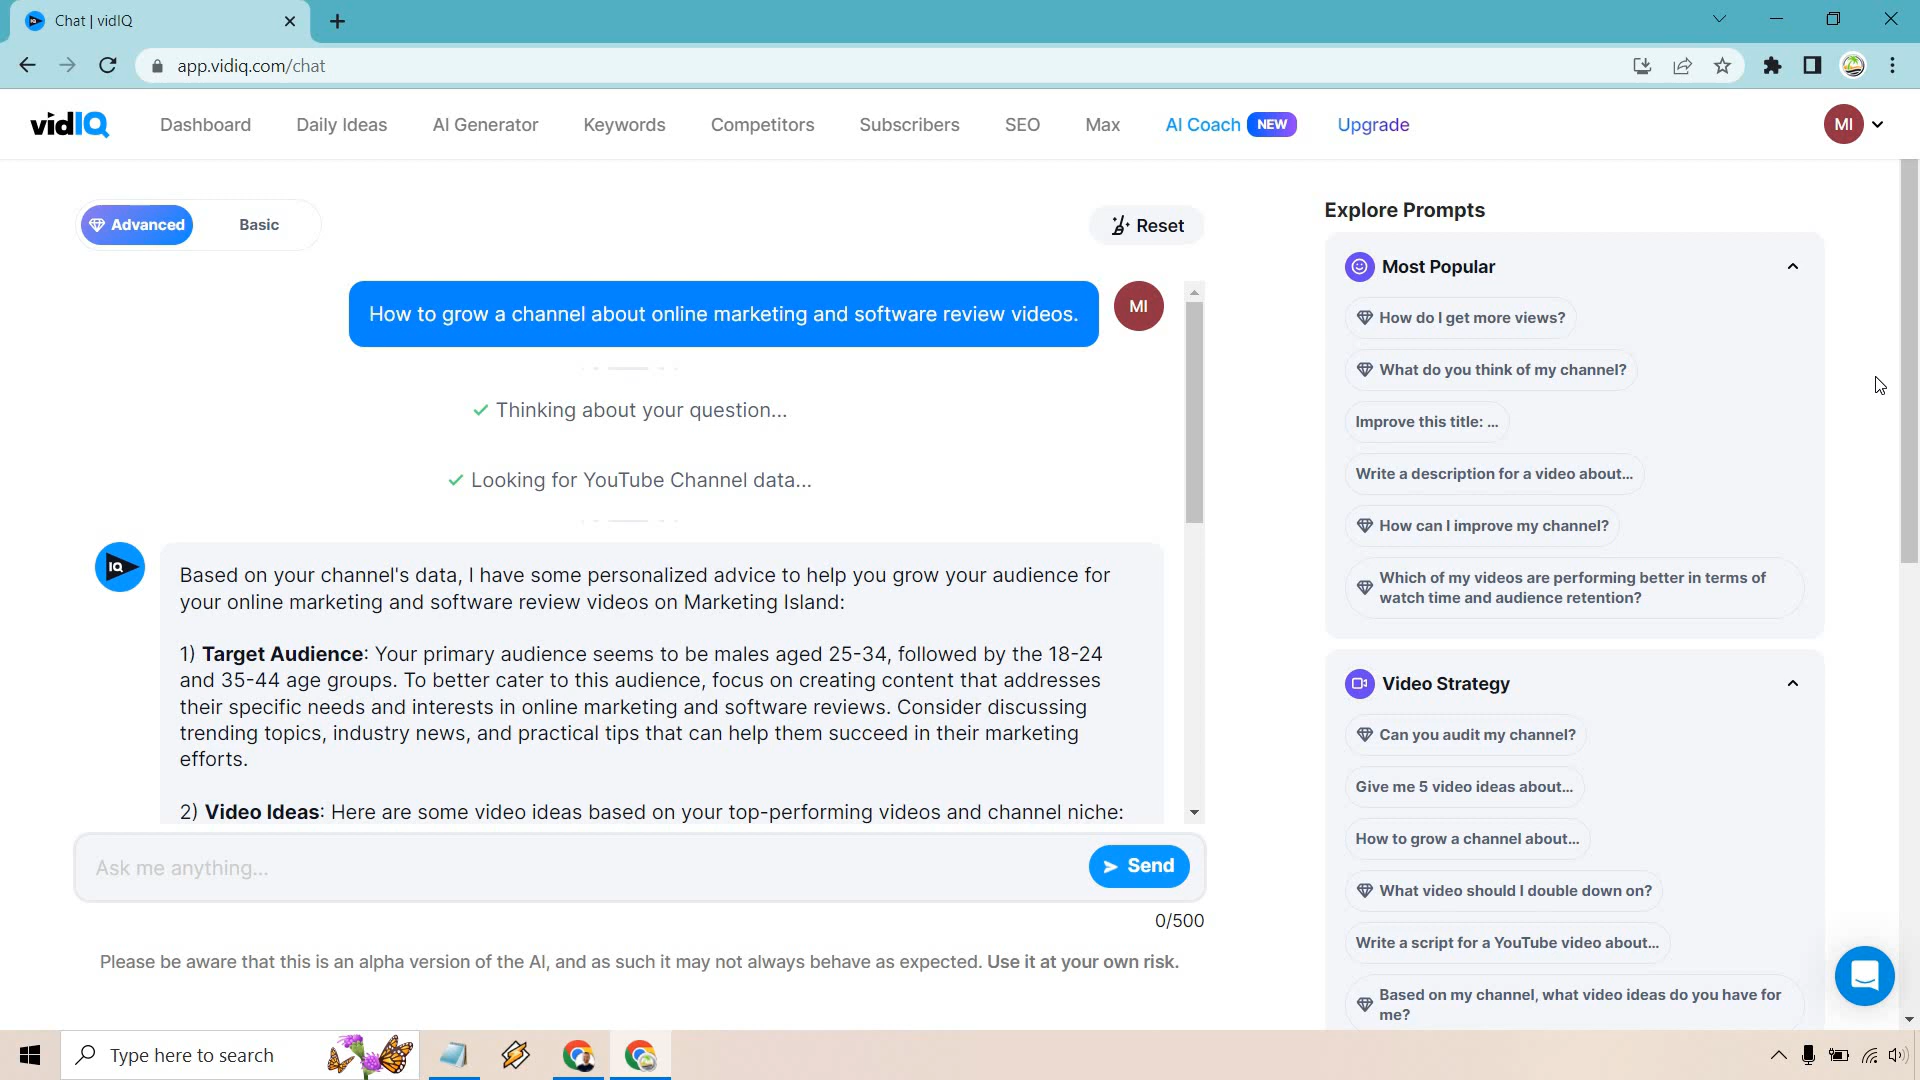 Chat | vidIQ
app.vidiq.com/chat
vidIQ
Dashboard
Daily Ideas
AI Generator
Keywords
Competitors
Subscribers
SEO
Max
AI Coach NEW
Upgrade
MI
Advanced
Basic
Reset
How to grow a channel about online marketing and software review videos.
MI
Thinking about your question...
Looking for YouTube Channel data...
IQ
Based on your channel's data, I have some personalized advice to help you grow your audience for
your online marketing and software review videos on Marketing Island:
1) Target Audience: Your primary audience seems to be males aged 25-34, followed by the 18-24
and 35-44 age groups. To better cater to this audience, focus on creating content that addresses
their specific needs and interests in online marketing and software reviews. Consider discussing
trending topics, industry news, and practical tips that can help them succeed in their marketing
efforts.
2) Video Ideas: Here are some video ideas based on your top-performing videos and channel niche:
Ask me anything...
Send
0/500
Please be aware that this is an alpha version of the AI, and as such it may not always behave as expected. Use it at your own risk.
Explore Prompts
Most Popular
How do I get more views?
What do you think of my channel?
Improve this title: ...
Write a description for a video about...
How can I improve my channel?
Which of my videos are performing better in terms of
watch time and audience retention?
Video Strategy
Can you audit my channel?
Give me 5 video ideas about...
How to grow a channel about...
What video should I double down on?
Write a script for a YouTube video about...
Based on my channel, what video ideas do you have for
me?
Type here to search